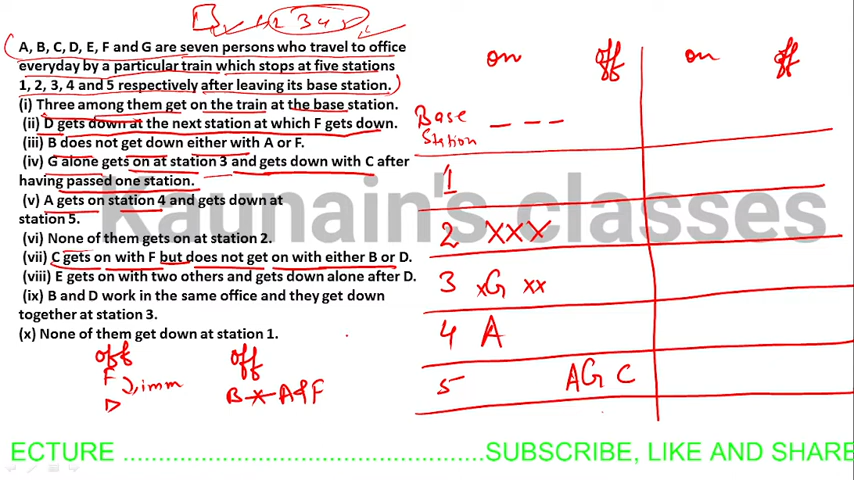 B 1 2 3 4 5
A, B, C, D, E, F and G are seven persons who travel to office
everyday by a particular train which stops at five stations
1, 2, 3, 4 and 5 respectively after leaving its base station.
(i) Three among them get on the train at the base station.
(ii) D gets down at the next station at which F gets down.
(iii) B does not get down either with A or F.
(iv) G alone gets on at station 3 and gets down with C after
having passed one station.
(v) A gets on station 4 and gets down at
station 5.
(vi) None of them gets on at station 2.
(vii) C gets on with F but does not get on with either B or D.
(viii) E gets on with two others and gets down alone after D.
(ix) B and D work in the same office and they get down
together at station 3.
(x) None of them get down at station 1.
off
F
D
imm
off
B A & F
on off on off
Base
Station
1
2 XXX
3 xG xx
4 A
5 AG C
Kaunain's classes
ECTURE ......................................................SUBSCRIBE, LIKE AND SHARE